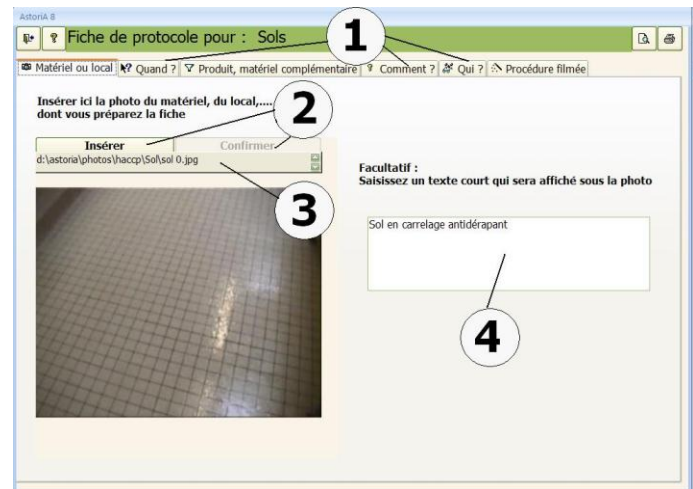 AstoriA 8
Fiche de protocole pour : Sols
1
Matériel ou local Quand ? Produit, matériel complémentaire Comment ? Qui ? Procédure filmée
Insérer ici la photo du matériel, du local,....
dont vous préparez la fiche
2
Insérer Confirmer
d:\astoria\photos\haccp\Sol\sol 0.jpg
Facultatif :
Saisissez un texte court qui sera affiché sous la photo
3
Sol en carrelage antidérapant
4